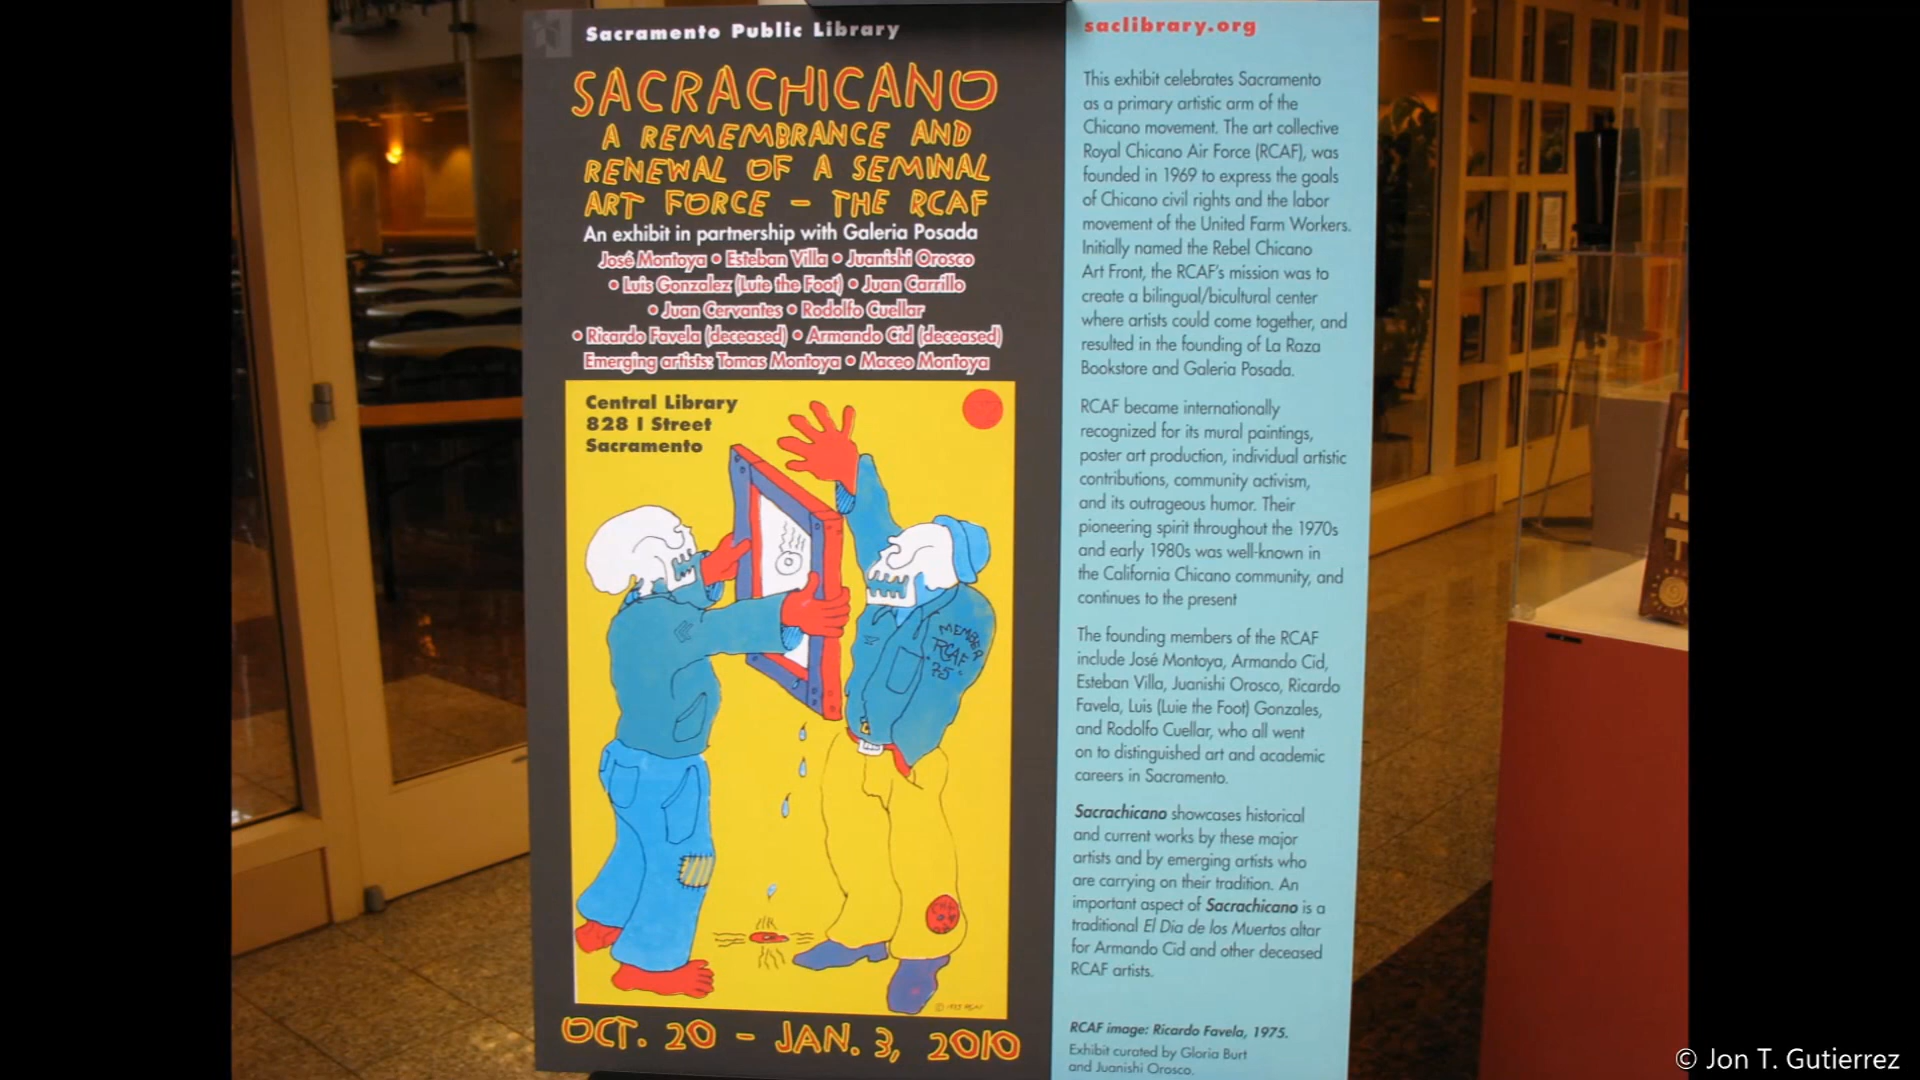 Sacramento Public Library
SACRACHICANO
A REMEMBRANCE AND
RENEWAL OF A SEMINAL
ART FORCE – THE RCAF
An exhibit in partnership with Galeria Posada
José Montoya • Esteban Villa • Juanishi Orosco
• Luis Gonzalez (Luie the Foot) • Juan Carrillo
• Juan Cervantes • Rodolfo Cuellar
• Ricardo Favela (deceased) • Armando Cid (deceased)
Emerging artists: Tomas Montoya • Maceo Montoya
Central Library
828 I Street
Sacramento
MEMBER
RCAF
75
© 1975 RCAF
OCT. 20 – JAN. 3, 2010
saclibrary.org
This exhibit celebrates Sacramento
as a primary artistic arm of the
Chicano movement. The art collective
Royal Chicano Air Force (RCAF), was
founded in 1969 to express the goals
of Chicano civil rights and the labor
movement of the United Farm Workers.
Initially named the Rebel Chicano
Art Front, the RCAF's mission was to
create a bilingual/bicultural center
where artists could come together, and
resulted in the founding of La Raza
Bookstore and Galeria Posada.
RCAF became internationally
recognized for its mural paintings,
poster art production, individual artistic
contributions, community activism,
and its outrageous humor. Their
pioneering spirit throughout the 1970s
and early 1980s was well-known in
the California Chicano community, and
continues to the present
The founding members of the RCAF
include José Montoya, Armando Cid,
Esteban Villa, Juanishi Orosco, Ricardo
Favela, Luis (Luie the Foot) Gonzales,
and Rodolfo Cuellar, who all went
on to distinguished art and academic
careers in Sacramento.
Sacrachicano showcases historical
and current works by these major
artists and by emerging artists who
are carrying on their tradition. An
important aspect of Sacrachicano is a
traditional El Dia de los Muertos altar
for Armando Cid and other deceased
RCAF artists.
RCAF image: Ricardo Favela, 1975.
Exhibit curated by Gloria Burt
and Juanishi Orosco.
© Jon T. Gutierrez